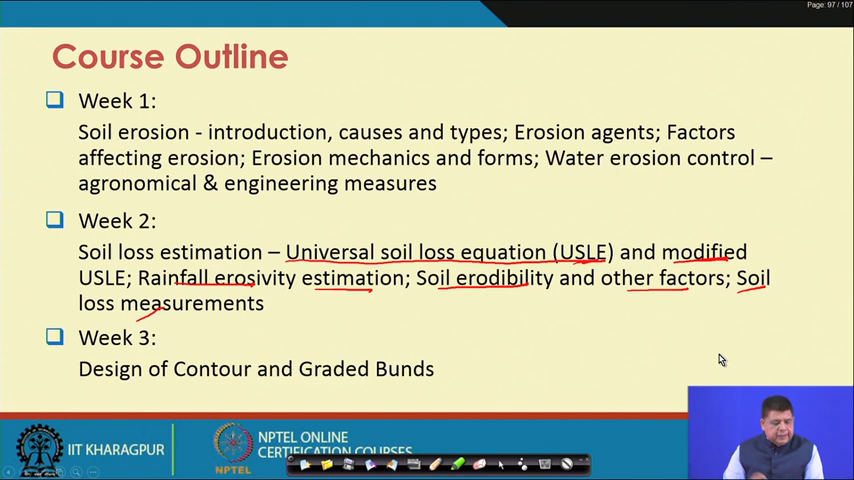 Page: 97 / 107
Course Outline
Week 1:
Soil erosion - introduction, causes and types; Erosion agents; Factors
affecting erosion; Erosion mechanics and forms; Water erosion control –
agronomical & engineering measures
Week 2:
Soil loss estimation – Universal soil loss equation (USLE) and modified
USLE; Rainfall erosivity estimation; Soil erodibility and other factors; Soil
loss measurements
Week 3:
Design of Contour and Graded Bunds
IIT KHARAGPUR
NPTEL
NPTEL ONLINE
CERTIFICATION COURSES